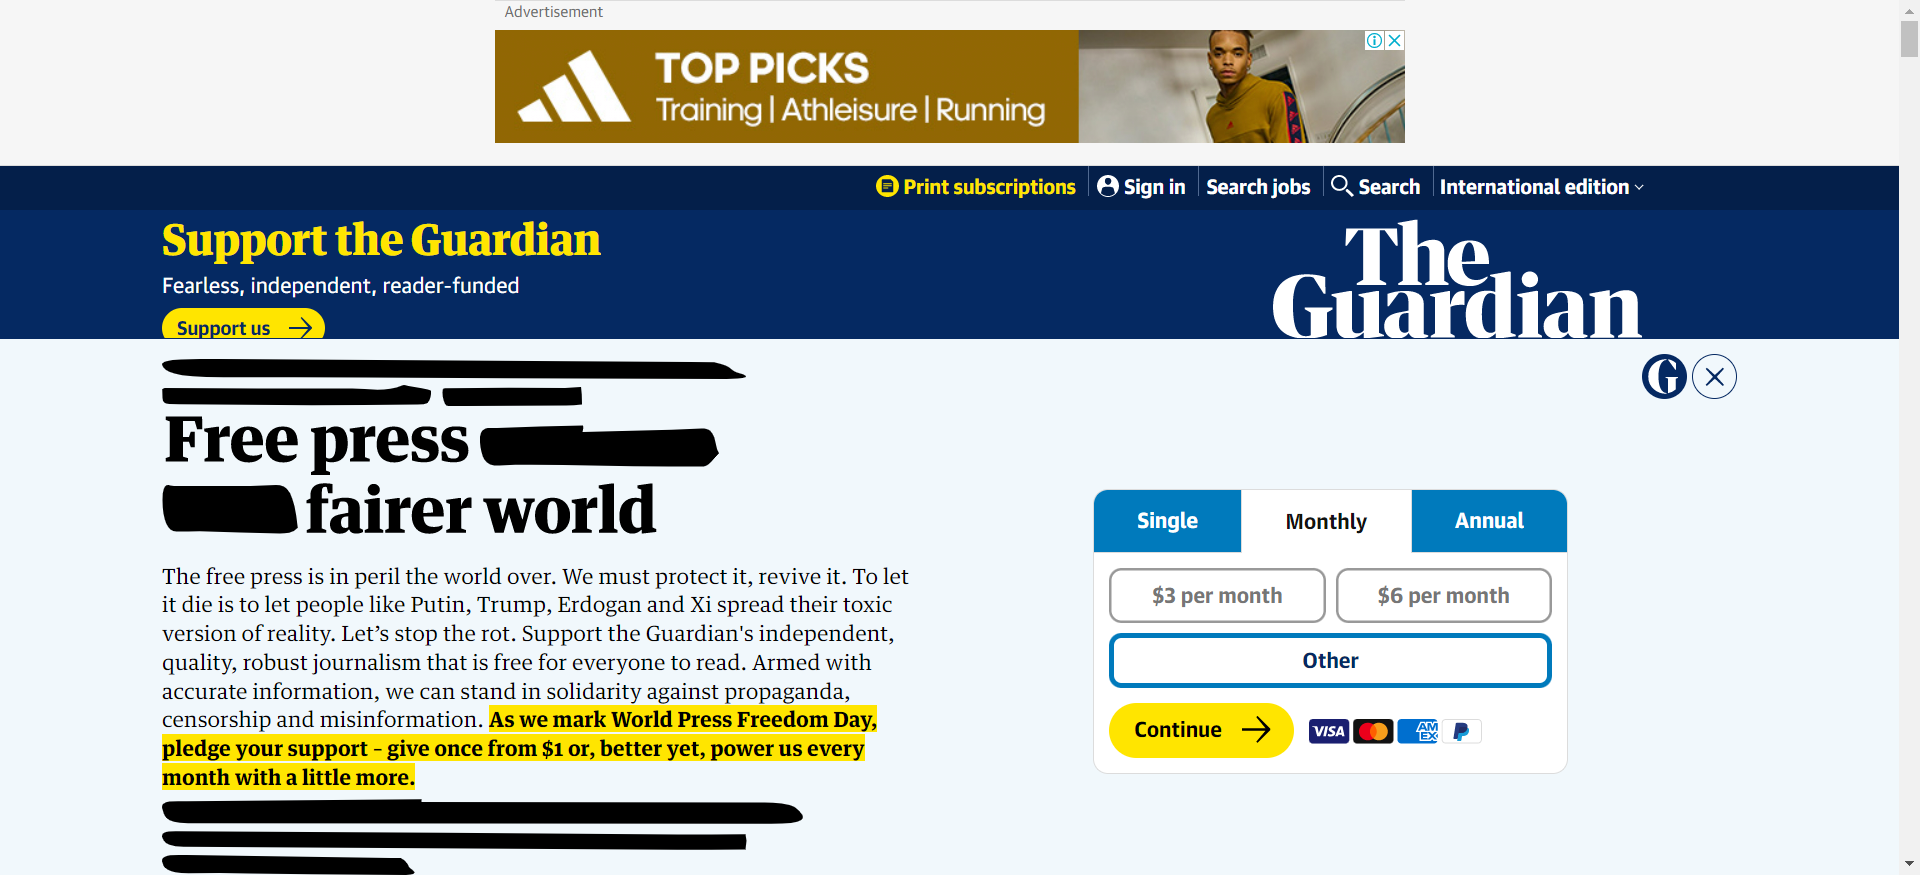 Advertisement
TOP PICKS
Training | Athleisure | Running
Print subscriptions
Sign in
Search jobs
Search
International edition
Support the Guardian
Fearless, independent, reader-funded
Support us
The
Guardian
G
Free press
fairer world
The free press is in peril the world over. We must protect it, revive it. To let
it die is to let people like Putin, Trump, Erdogan and Xi spread their toxic
version of reality. Let’s stop the rot. Support the Guardian's independent,
quality, robust journalism that is free for everyone to read. Armed with
accurate information, we can stand in solidarity against propaganda,
censorship and misinformation. As we mark World Press Freedom Day,
pledge your support – give once from $1 or, better yet, power us every
month with a little more.
Single
Monthly
Annual
$3 per month
$6 per month
Other
Continue
VISA
AM
EX